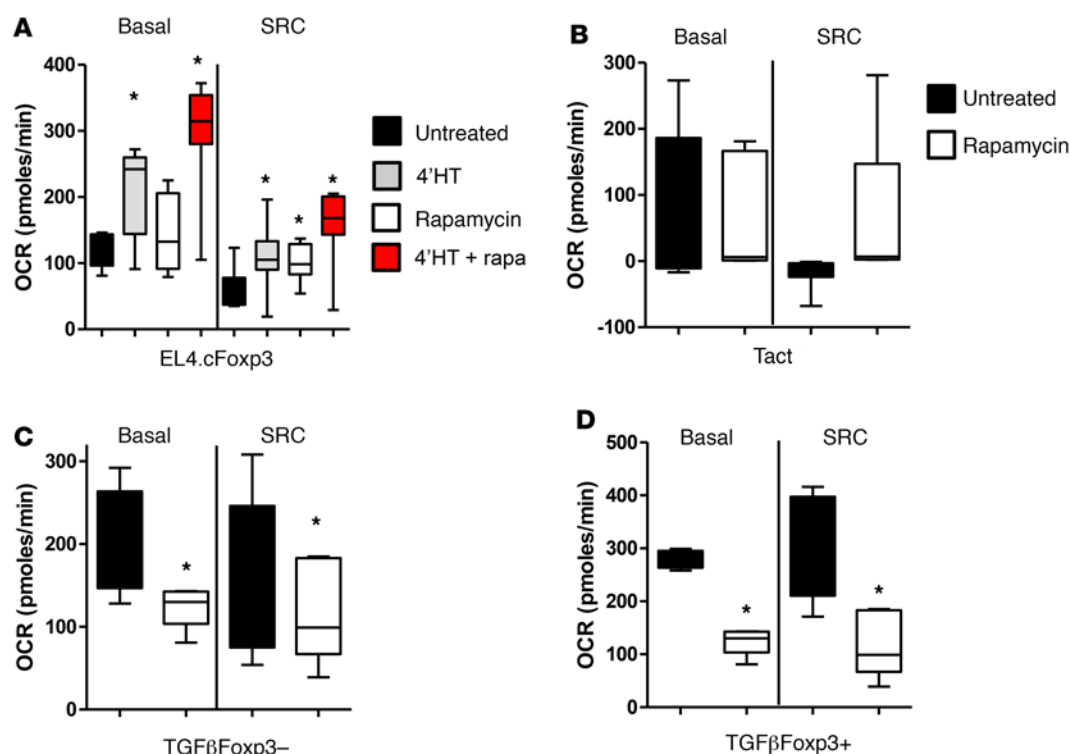 A
Basal SRC
OCR (pmoles/min)
400
300
200
100
0
* * * * *
EL4.cFoxp3
Untreated
4'HT
Rapamycin
4'HT + rapa
B
Basal SRC
OCR (pmoles/min)
300
200
100
0
-100
Tact
Untreated
Rapamycin
C
Basal SRC
OCR (pmoles/min)
300
200
100
0
* *
TGFβFoxp3–
D
Basal SRC
OCR (pmoles/min)
500
400
300
200
100
0
* *
TGFβFoxp3+